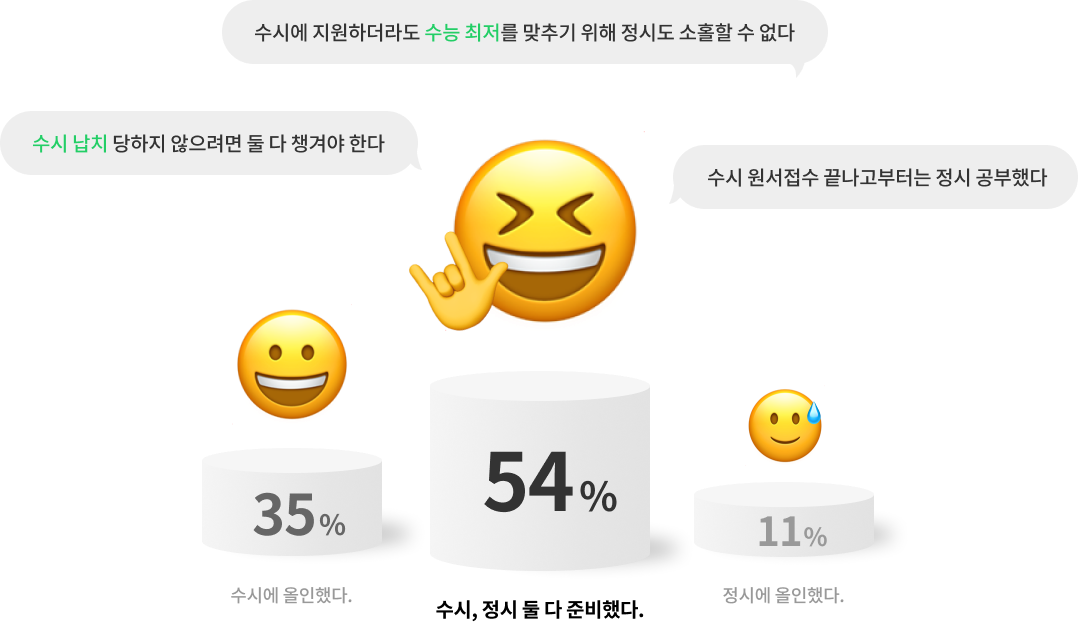 수시에 지원하더라도 수능 최저를 맞추기 위해 정시도 소홀할 수 없다
수시 납치 당하지 않으려면 둘 다 챙겨야 한다
수시 원서접수 끝나고부터는 정시 공부했다
35%
54%
11%
수시에 올인했다.
수시, 정시 둘 다 준비했다.
정시에 올인했다.